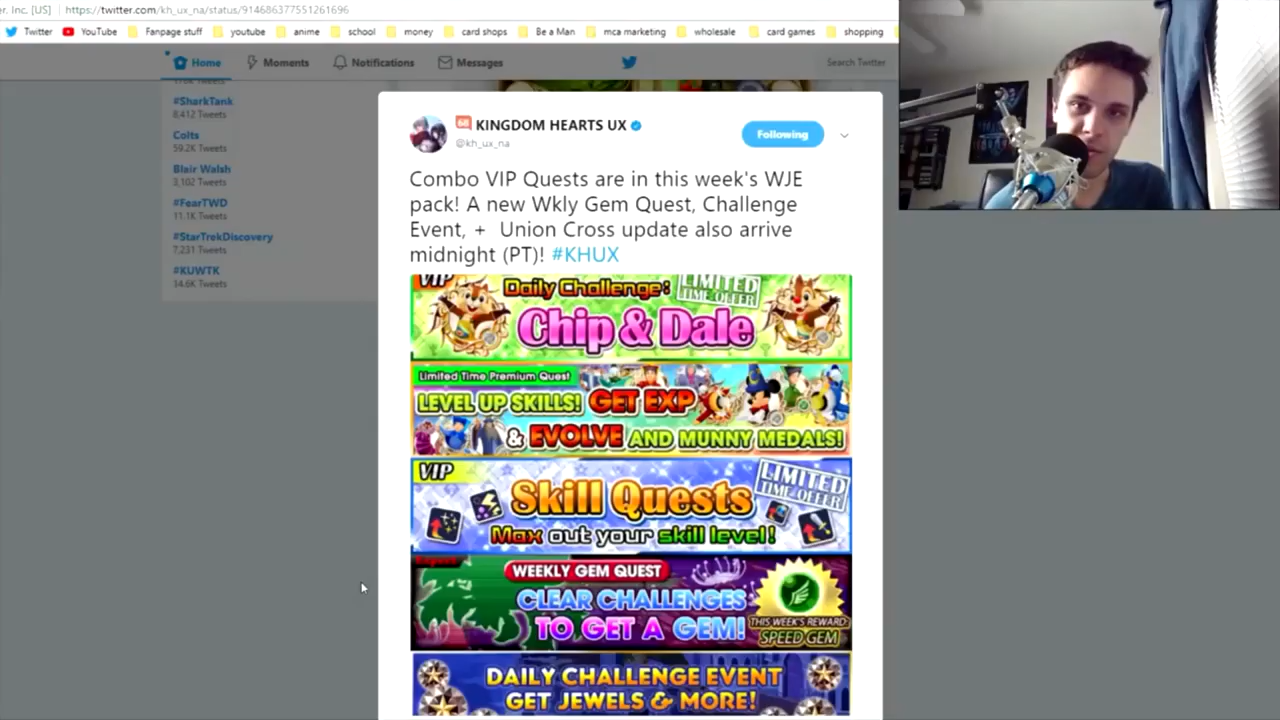 er. Inc. [US] https://twitter.com/kh_ux_na/status/914686377551261696
Twitter YouTube Fanpage stuff youtube anime school money card shops Be a Man mca marketing wholesale card games shopping
Home Moments Notifications Messages Search Twitter
#SharkTank
8,412 Tweets
Colts
59.2K Tweets
Blair Walsh
3,102 Tweets
#FearTWD
11.1K Tweets
#StarTrekDiscovery
7,231 Tweets
#KUWTK
34.6K Tweets
KINGDOM HEARTS UX
@kh_ux_na
Following
Combo VIP Quests are in this week's WJE
pack! A new Wkly Gem Quest, Challenge
Event, + Union Cross update also arrive
midnight (PT)! #KHUX
VIP
Daily Challenge:
LIMITED
TIME OFFER
Chip & Dale
Limited Time Premium Quest
LEVEL UP SKILLS! GET EXP
& EVOLVE AND MUNNY MEDALS!
VIP
LIMITED
TIME OFFER
Skill Quests
Max out your skill level!
WEEKLY GEM QUEST
CLEAR CHALLENGES
TO GET A GEM!
THIS WEEK'S REWARD:
SPEED GEM
DAILY CHALLENGE EVENT
GET JEWELS & MORE!